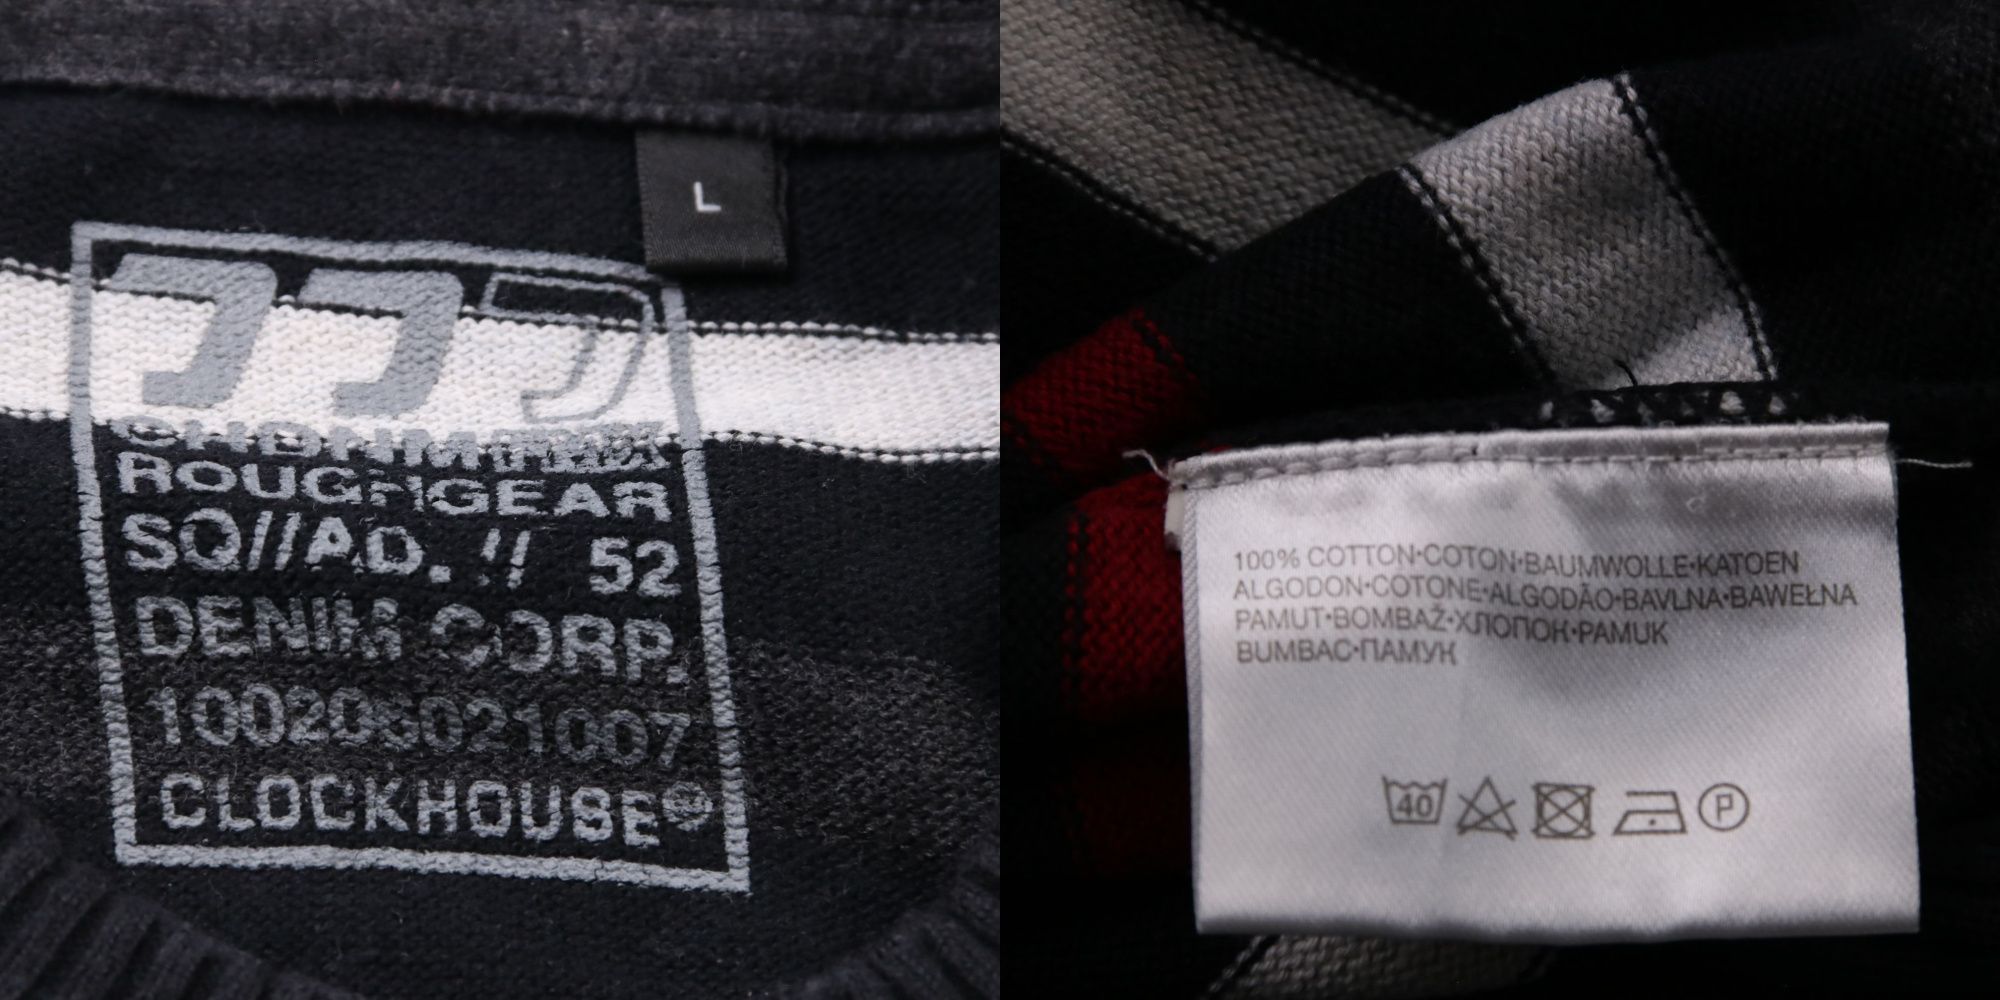 L
ROUGHGEAR
SQ//AD. !! 52
DENIM CORP.
CLOCKHOUSE®
100% COTTON•COTON•BAUMWOLLE•KATOEN
ALGODON•COTONE•ALGODÃO•BAVLNA•BAWEŁNA
PAMUT•BOMBAŽ•ХЛОПОК•PAMUK
BUMBAC•ПАМУК
40
P